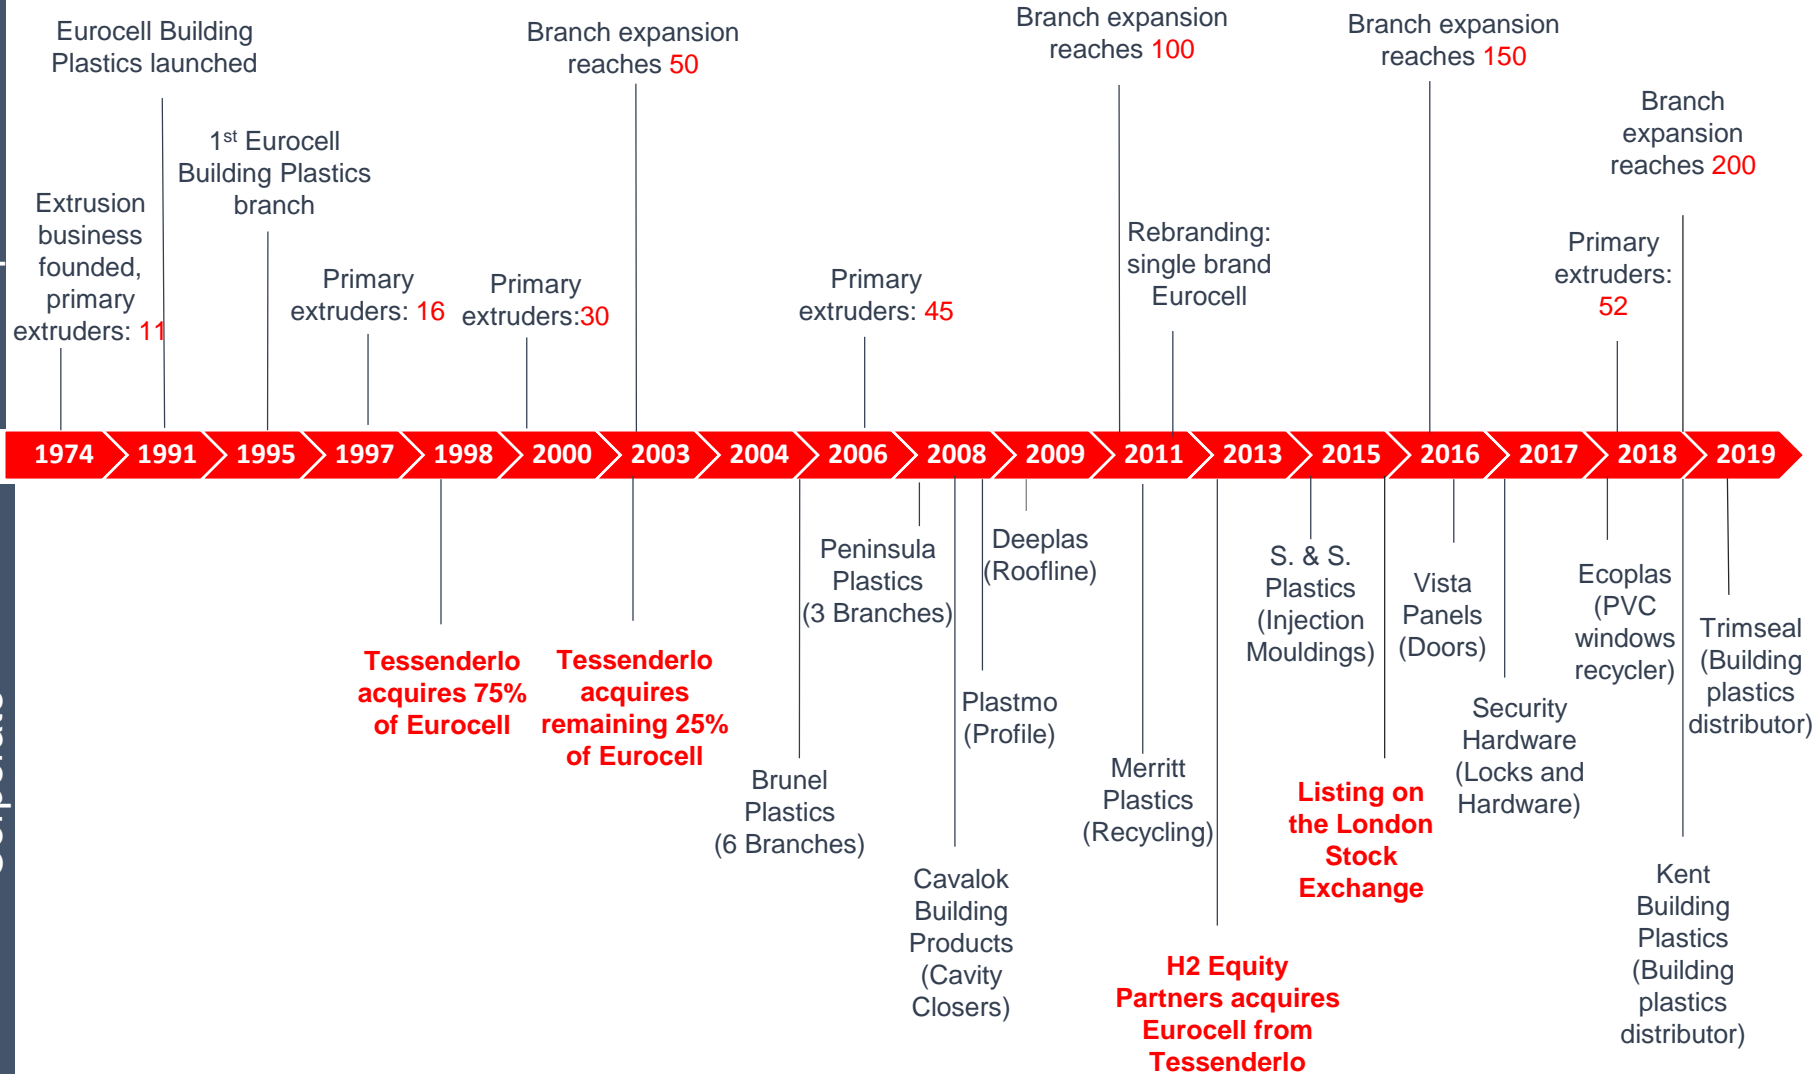 Eurocell Building
Plastics launched
Branch expansion
reaches 50
Branch expansion
reaches 100
Branch expansion
reaches 150
Branch
expansion
reaches 200
1st Eurocell
Building Plastics
branch
Extrusion
business
founded,
primary
extruders: 11
Primary
extruders: 16
Primary
extruders:30
Primary
extruders: 45
Rebranding:
single brand
Eurocell
Primary
extruders:
52
1974 1991 1995 1997 1998 2000 2003 2004 2006 2008 2009 2011 2013 2015 2016 2017 2018 2019
Tessenderlo
acquires 75%
of Eurocell
Tessenderlo
acquires
remaining 25%
of Eurocell
Brunel
Plastics
(6 Branches)
Peninsula
Plastics
(3 Branches)
Cavalok
Building
Products
(Cavity
Closers)
Plastmo
(Profile)
Deeplas
(Roofline)
Merritt
Plastics
(Recycling)
H2 Equity
Partners acquires
Eurocell from
Tessenderlo
S. & S.
Plastics
(Injection
Mouldings)
Listing on
the London
Stock
Exchange
Vista
Panels
(Doors)
Security
Hardware
(Locks and
Hardware)
Ecoplas
(PVC
windows
recycler)
Kent
Building
Plastics
(Building
plastics
distributor)
Trimseal
(Building
plastics
distributor)
Corporate